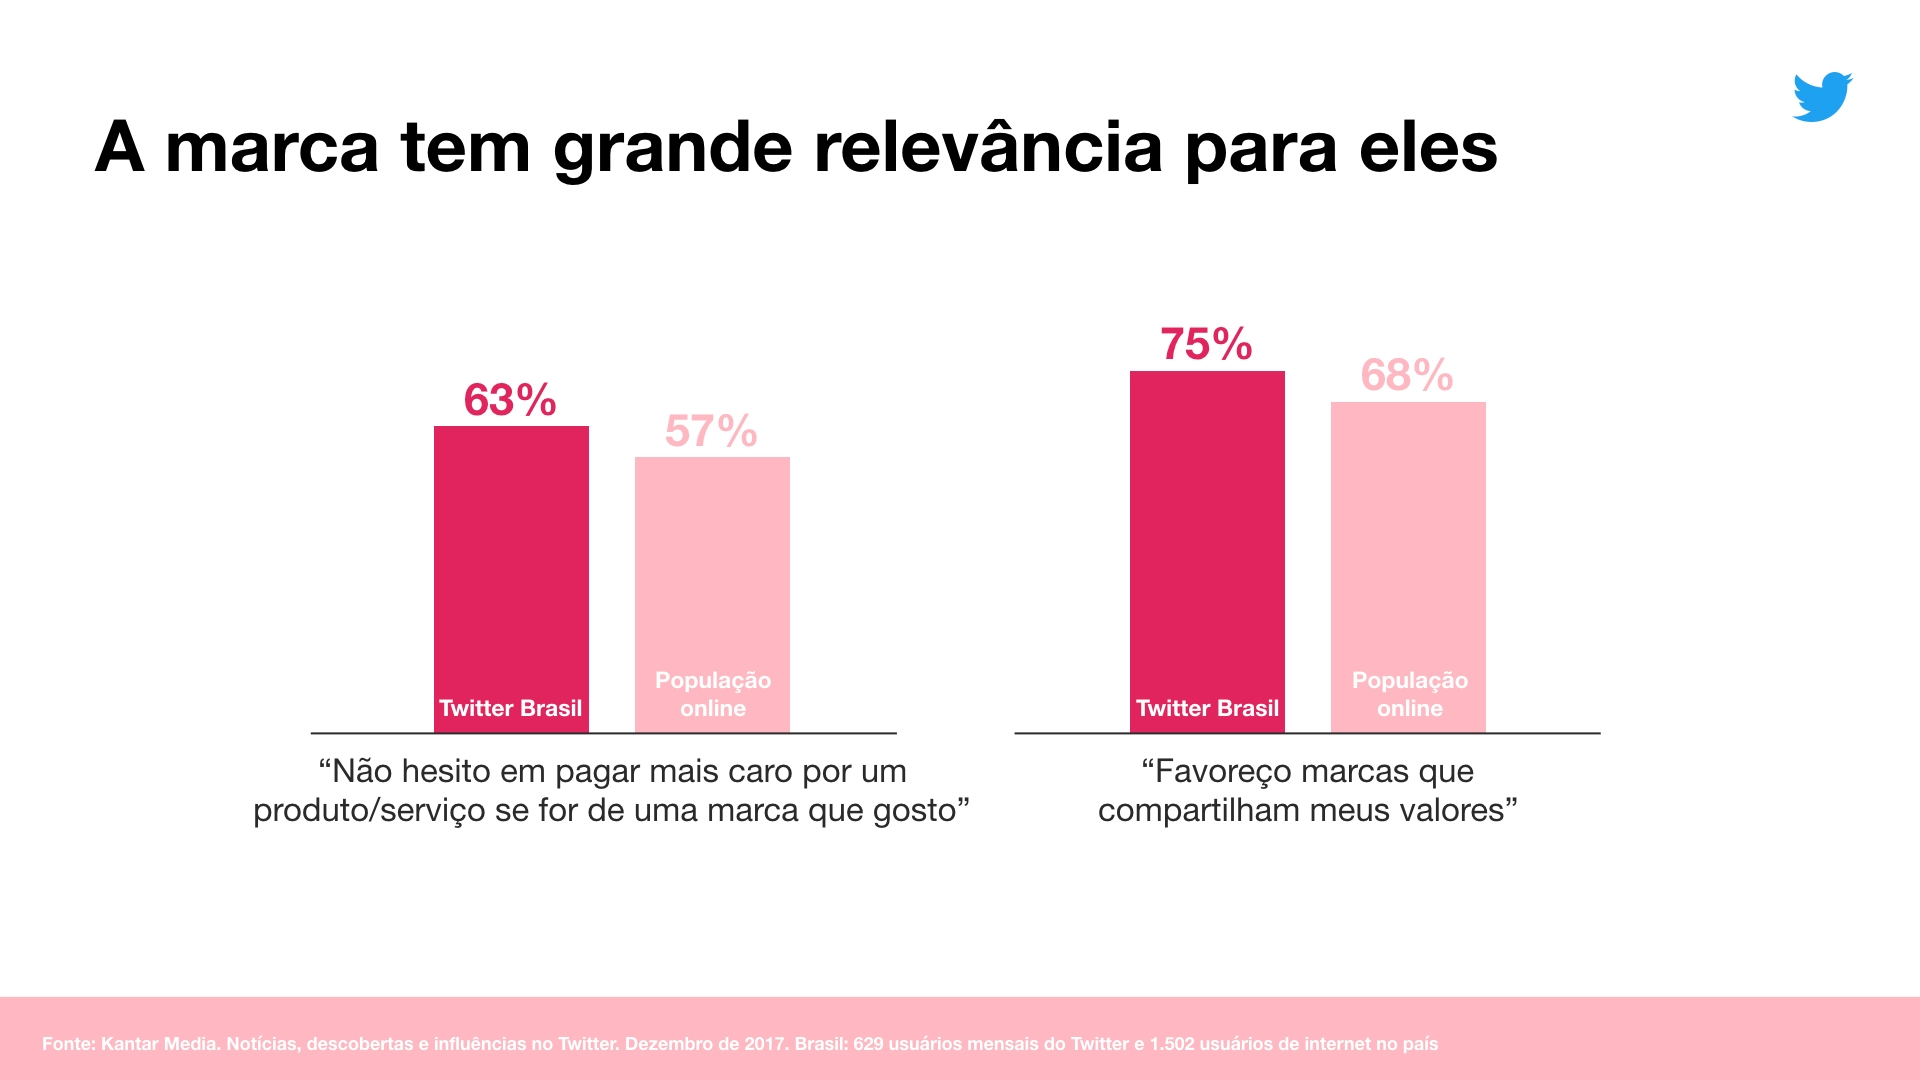 A marca tem grande relevância para eles
63%
57%
Twitter Brasil
População
online
“Não hesito em pagar mais caro por um
produto/serviço se for de uma marca que gosto”
75%
68%
Twitter Brasil
População
online
“Favoreço marcas que
compartilham meus valores”
Fonte: Kantar Media. Notícias, descobertas e influências no Twitter. Dezembro de 2017. Brasil: 629 usuários mensais do Twitter e 1.502 usuários de internet no país